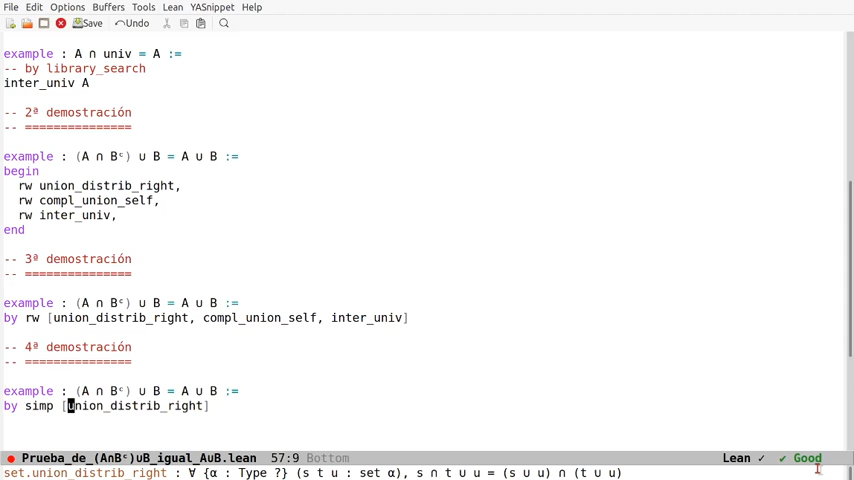 File Edit Options Buffers Tools Lean YASnippet Help
Save Undo
example : A ∩ univ = A :=
-- by library_search
inter_univ A
-- 2ª demostración
-- ===============
example : (A ∩ Bᶜ) ∪ B = A ∪ B :=
begin
rw union_distrib_right,
rw compl_union_self,
rw inter_univ,
end
-- 3ª demostración
-- ===============
example : (A ∩ Bᶜ) ∪ B = A ∪ B :=
by rw [union_distrib_right, compl_union_self, inter_univ]
-- 4ª demostración
-- ===============
example : (A ∩ Bᶜ) ∪ B = A ∪ B :=
by simp [union_distrib_right]
Prueba_de_(A∩Bᶜ)∪B_igual_A∪B.lean 57:9 Bottom Lean ✓ ✔ Good
set.union_distrib_right : ∀ {α : Type ?} (s t u : set α), s ∩ t ∪ u = (s ∪ u) ∩ (t ∪ u)